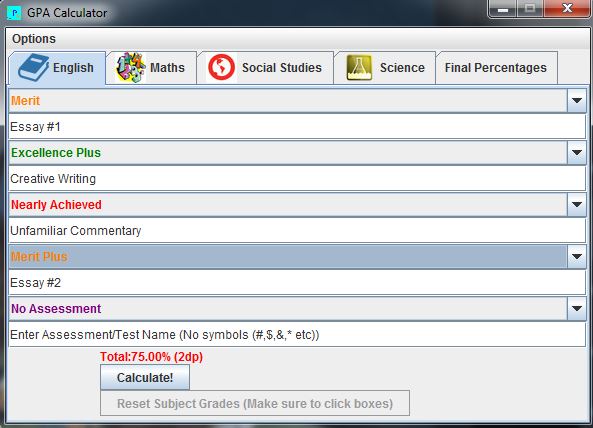 GPA Calculator
Options
English Maths Social Studies Science Final Percentages
Merit
Essay #1
Excellence Plus
Creative Writing
Nearly Achieved
Unfamiliar Commentary
Merit Plus
Essay #2
No Assessment
Enter Assessment/Test Name (No symbols (#,$,&,* etc))
Total:75.00% (2dp)
Calculate!
Reset Subject Grades (Make sure to click boxes)